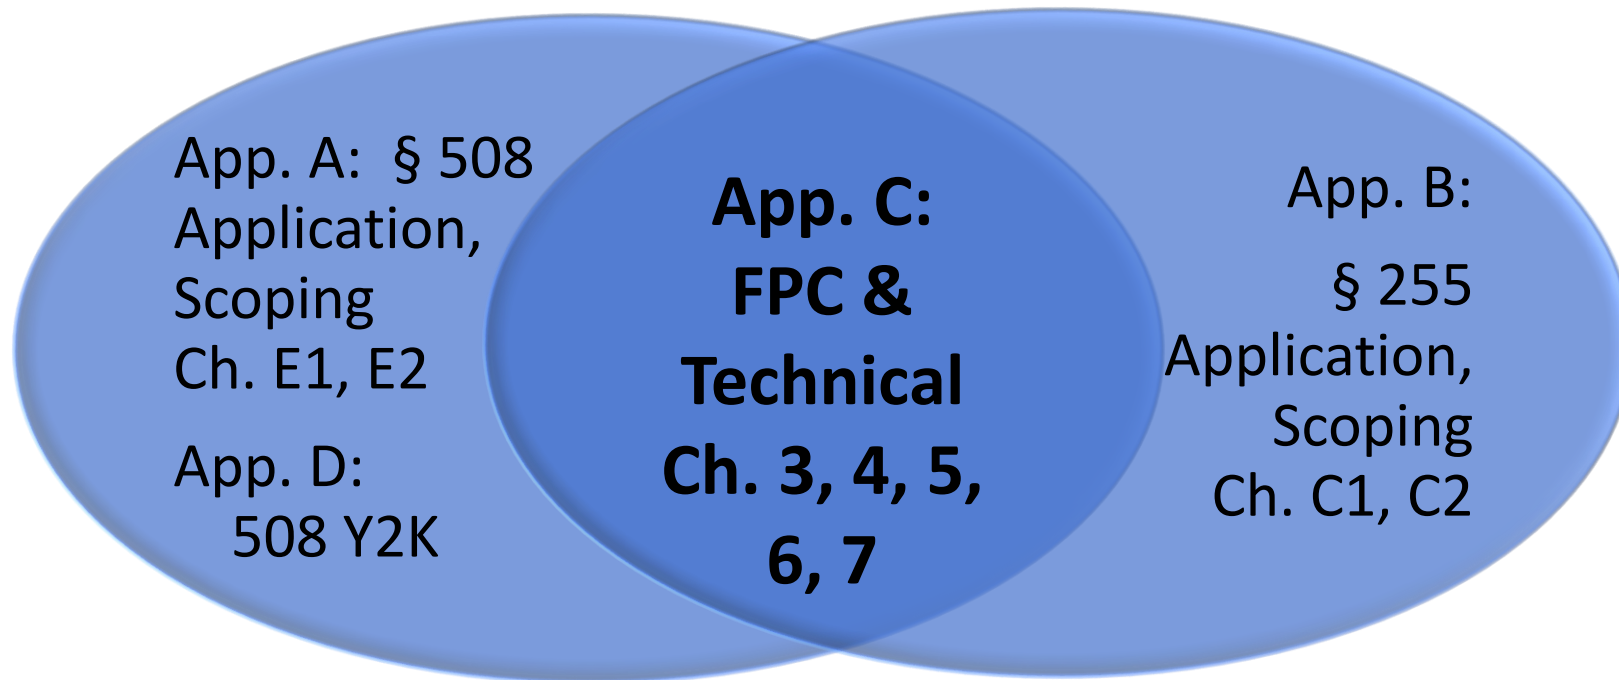 App. A:  § 508
Application,
Scoping
Ch. E1, E2
App. D:
508 Y2K
App. C:
FPC &
Technical
Ch. 3, 4, 5,
6, 7
App. B:
§ 255
Application,
Scoping
Ch. C1, C2